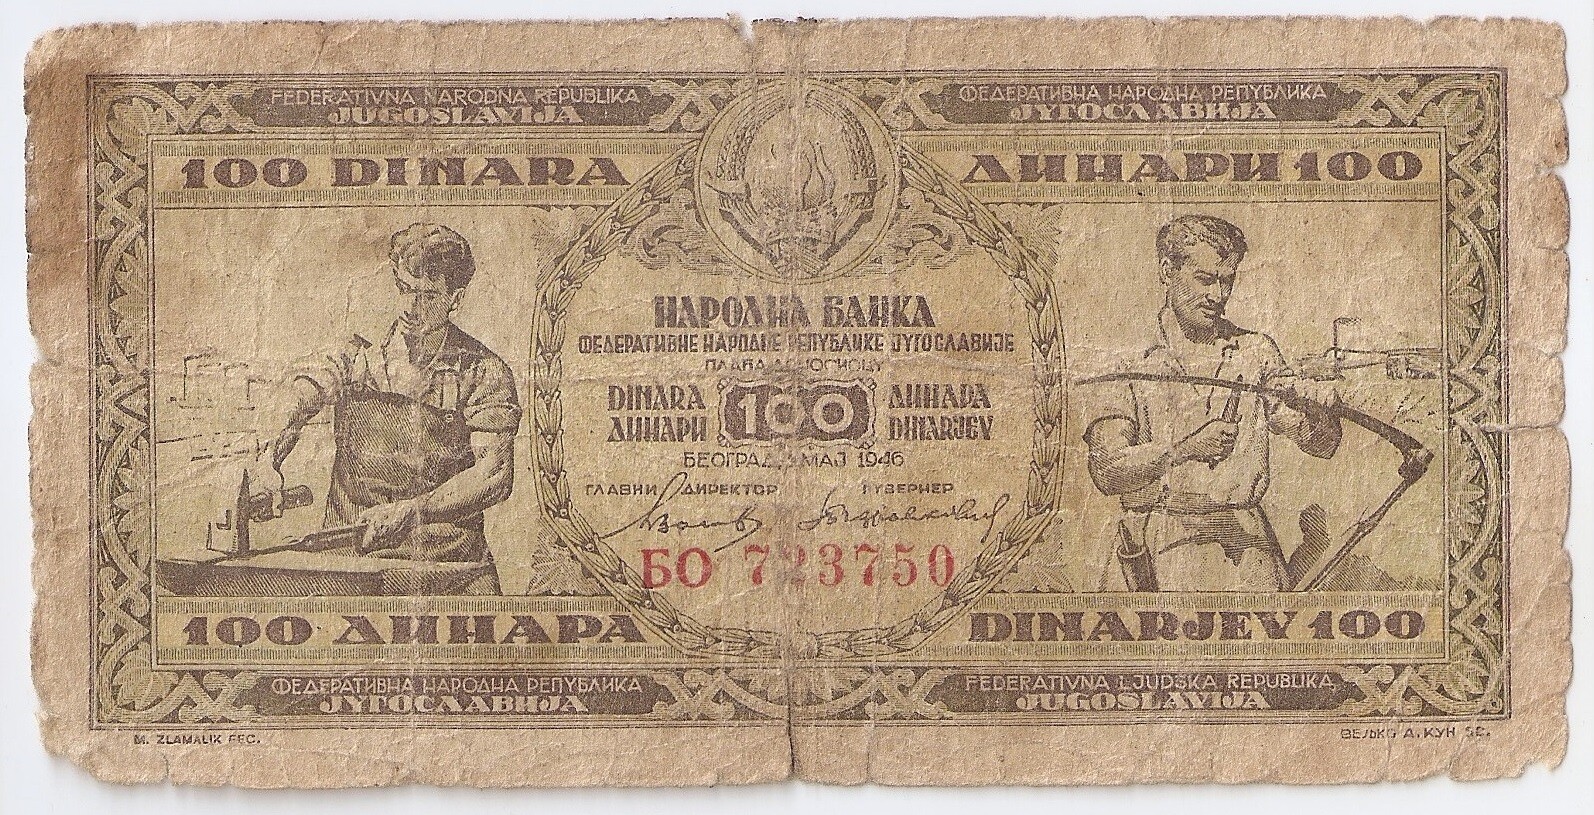 FEDERATIVNA NARODNA REPUBLIKA
JUGOSLAVIJA
ФЕДЕРАТИВНА НАРОДНА РЕПУБЛИКА
ЈУГОСЛАВИЈА
100 DINARA
ДИНАРИ 100
НАРОДНА БАНКА
ФЕДЕРАТИВНЕ НАРОДНЕ РЕПУБЛИКЕ ЈУГОСЛАВИЈЕ
ПЛАЋА ДОНОСИОЦУ
DINARA 100 ДИНАРА
ДИНАРИ DINARJEV
БЕОГРАД, МАЈ 1946
ГЛАВНИ ДИРЕКТОР ГУВЕРНЕР
БО 723750
100 ДИНАРА
DINARJEV 100
ФЕДЕРАТИВНА НАРОДНА РЕПУБЛИКА
ЈУГОСЛАВИЈА
FEDERATIVNA LJUDSKA REPUBLIKA
JUGOSLAVIJA
M. ZLAMALIK FEC.
ВЕЉКО А. КУН SC.